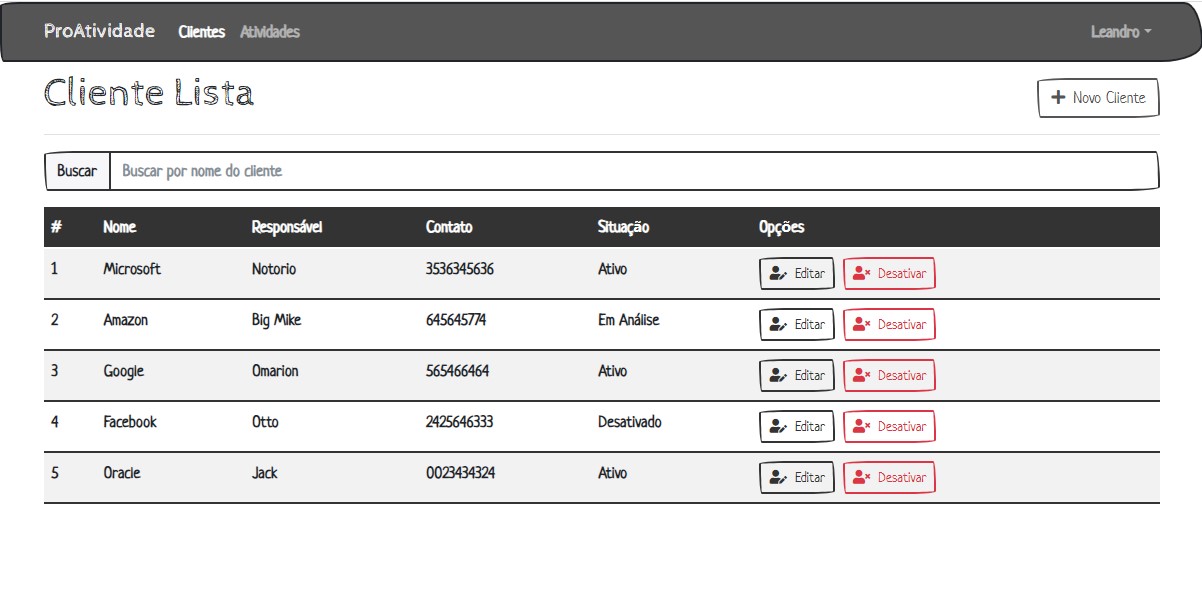 ProAtividade Clientes Atividades Leandro
Cliente Lista
Novo Cliente
Buscar Buscar por nome do cliente
# Nome Responsável Contato Situação Opções
1 Microsoft Notorio 3536345636 Ativo Editar Desativar
2 Amazon Big Mike 645645774 Em Análise Editar Desativar
3 Google Omarion 565466464 Ativo Editar Desativar
4 Facebook Otto 2425646333 Desativado Editar Desativar
5 Oracle Jack 0023434324 Ativo Editar Desativar